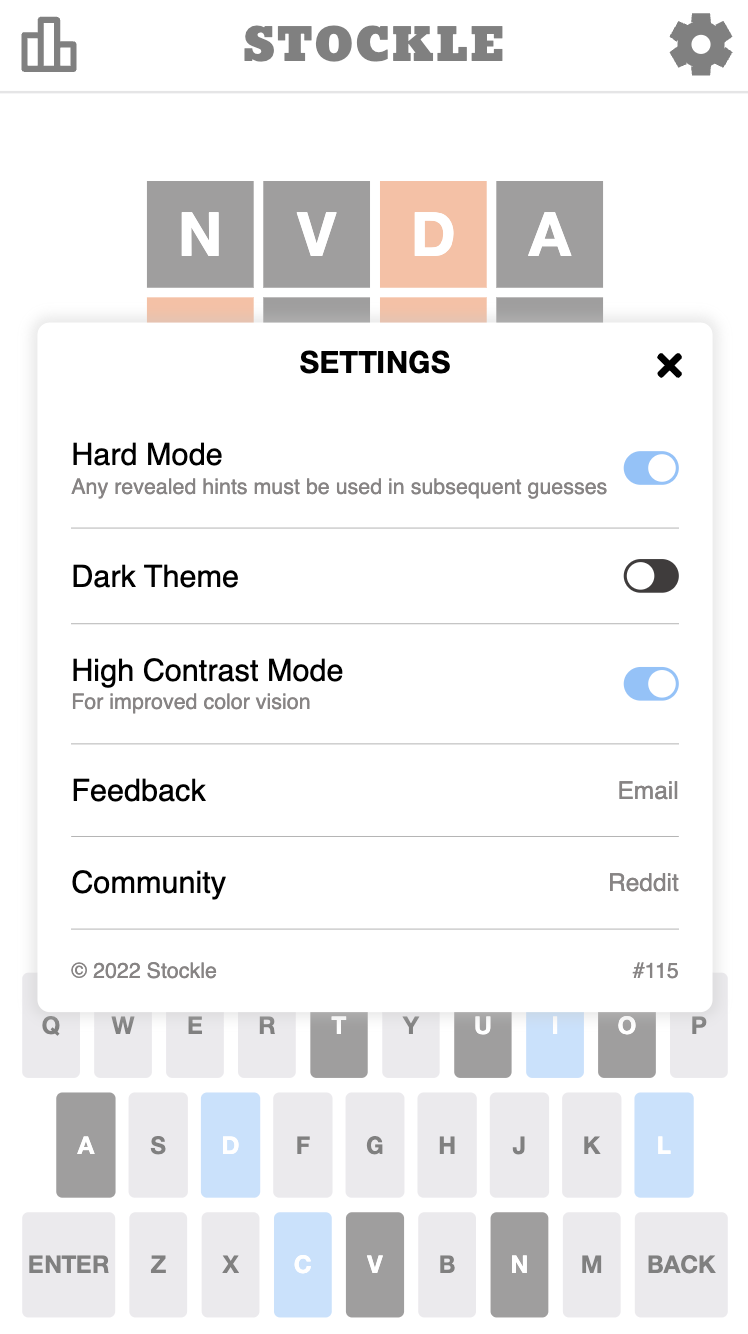 STOCKLE
N V D A
SETTINGS
Hard Mode
Any revealed hints must be used in subsequent guesses
Dark Theme
High Contrast Mode
For improved color vision
Feedback Email
Community Reddit
© 2022 Stockle #115
Q W E R T Y U I O P
A S D F G H J K L
ENTER Z X C V B N M BACK